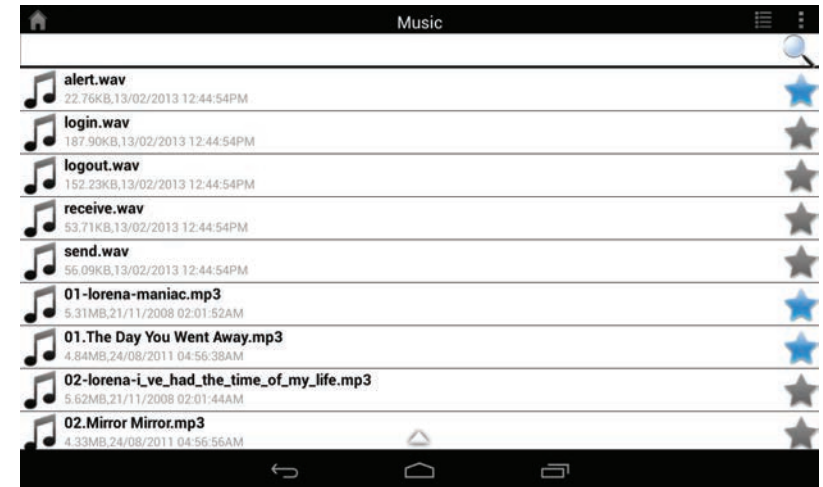 Music
alert.wav
22.76KB,13/02/2013 12:44:54PM
login.wav
187.90KB,13/02/2013 12:44:54PM
logout.wav
152.23KB,13/02/2013 12:44:54PM
receive.wav
53.71KB,13/02/2013 12:44:54PM
send.wav
56.09KB,13/02/2013 12:44:54PM
01-lorena-maniac.mp3
5.31MB,21/11/2008 02:01:52AM
01.The Day You Went Away.mp3
4.84MB,24/08/2011 04:56:38AM
02-lorena-i_ve_had_the_time_of_my_life.mp3
5.62MB,21/11/2008 02:01:44AM
02.Mirror Mirror.mp3
4.33MB,24/08/2011 04:56:56AM